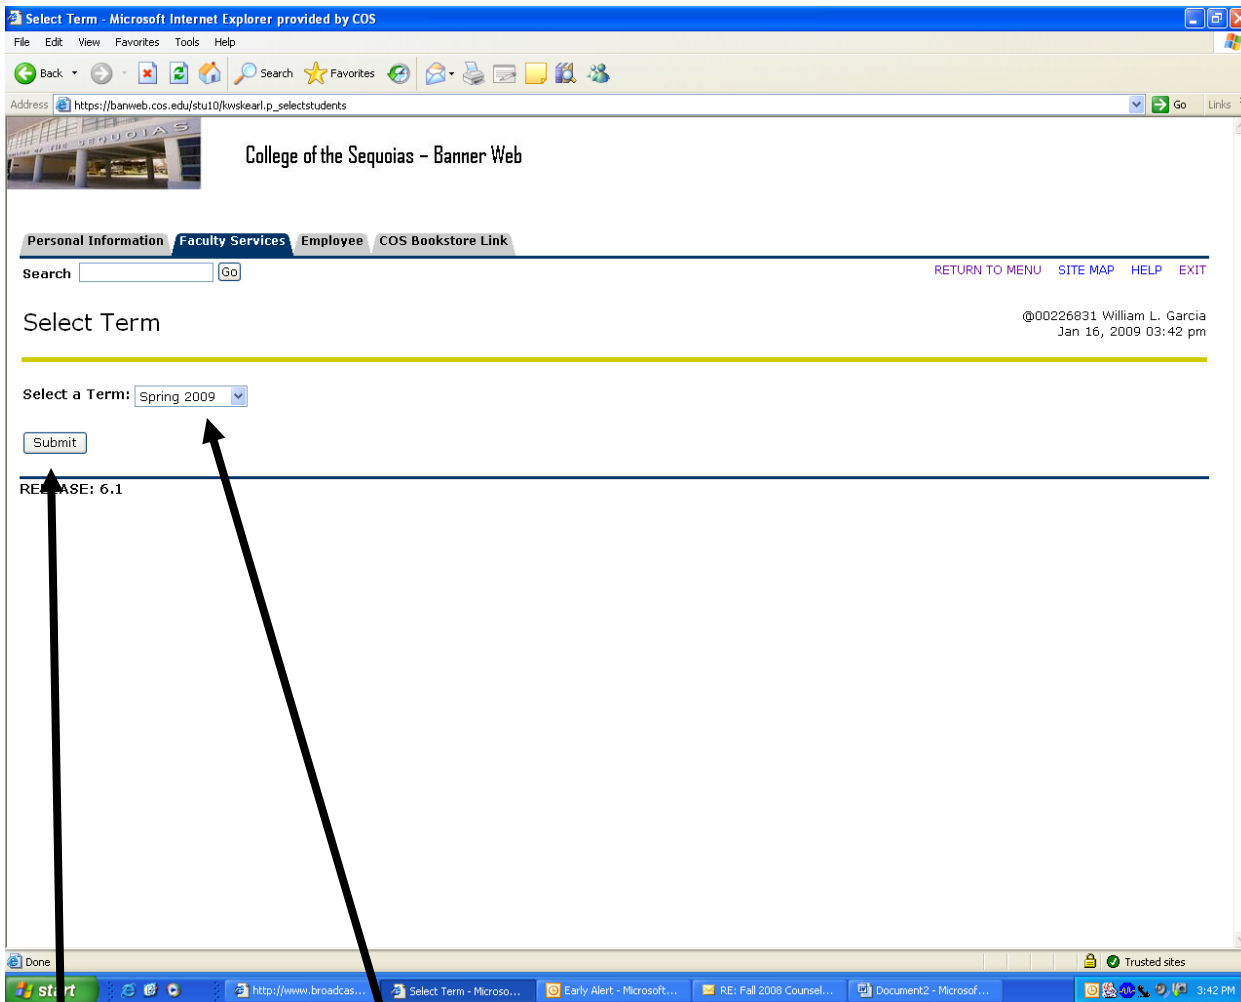 Select Term - Microsoft Internet Explorer provided by COS
File Edit View Favorites Tools Help
Back Search Favorites
Address https://banweb.cos.edu/stu10/kwskearl.p_selectstudents Go Links
College of the Sequoias – Banner Web
Personal Information Faculty Services Employee COS Bookstore Link
Search Go RETURN TO MENU SITE MAP HELP EXIT
Select Term @00226831 William L. Garcia
Jan 16, 2009 03:42 pm
Select a Term: Spring 2009
Submit
RELEASE: 6.1
Done Trusted sites
start http://www.broadcas... Select Term - Microso... Early Alert - Microsoft... RE: Fall 2008 Counsel... Document2 - Microsof... 3:42 PM